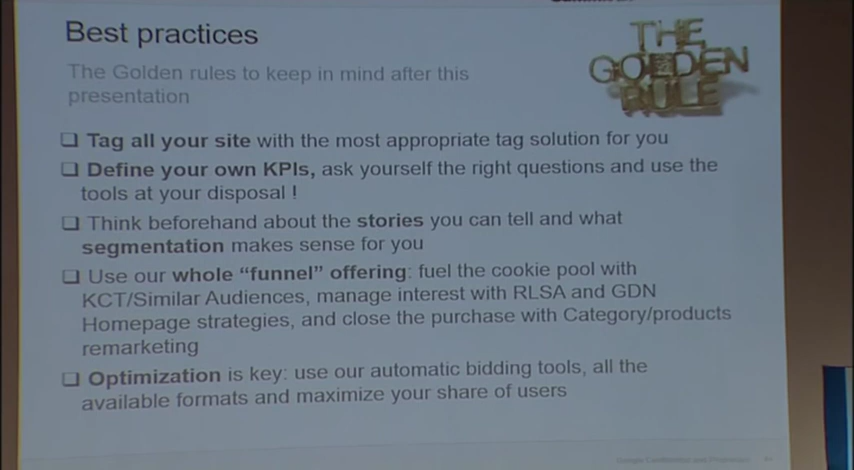 Best practices
THE
GOLDEN
RULE
The Golden rules to keep in mind after this
presentation
❏ Tag all your site with the most appropriate tag solution for you
❏ Define your own KPIs, ask yourself the right questions and use the
tools at your disposal !
❏ Think beforehand about the stories you can tell and what
segmentation makes sense for you
❏ Use our whole “funnel” offering: fuel the cookie pool with
KCT/Similar Audiences, manage interest with RLSA and GDN
Homepage strategies, and close the purchase with Category/products
remarketing
❏ Optimization is key: use our automatic bidding tools, all the
available formats and maximize your share of users
Google Confidential and Proprietary